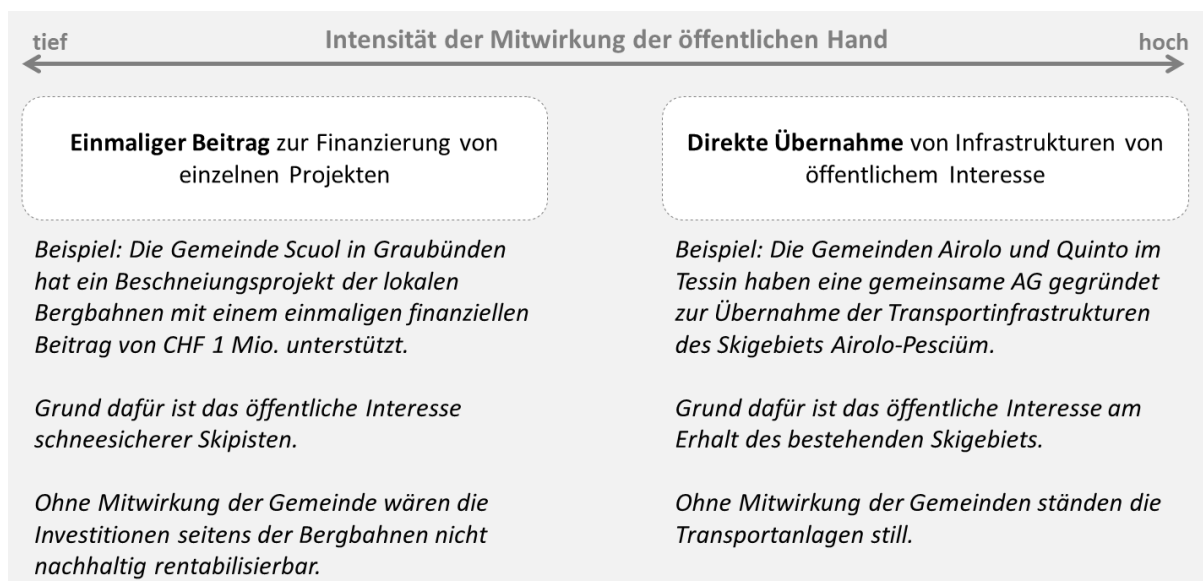 tief Intensität der Mitwirkung der öffentlichen Hand hoch
Einmaliger Beitrag zur Finanzierung von
einzelnen Projekten
Beispiel: Die Gemeinde Scuol in Graubünden
hat ein Beschneiungsprojekt der lokalen
Bergbahnen mit einem einmaligen finanziellen
Beitrag von CHF 1 Mio. unterstützt.
Grund dafür ist das öffentliche Interesse
schneesicherer Skipisten.
Ohne Mitwirkung der Gemeinde wären die
Investitionen seitens der Bergbahnen nicht
nachhaltig rentabilisierbar.
Direkte Übernahme von Infrastrukturen von
öffentlichem Interesse
Beispiel: Die Gemeinden Airolo und Quinto im
Tessin haben eine gemeinsame AG gegründet
zur Übernahme der Transportinfrastrukturen
des Skigebiets Airolo-Pesciüm.
Grund dafür ist das öffentliche Interesse am
Erhalt des bestehenden Skigebiets.
Ohne Mitwirkung der Gemeinden ständen die
Transportanlagen still.